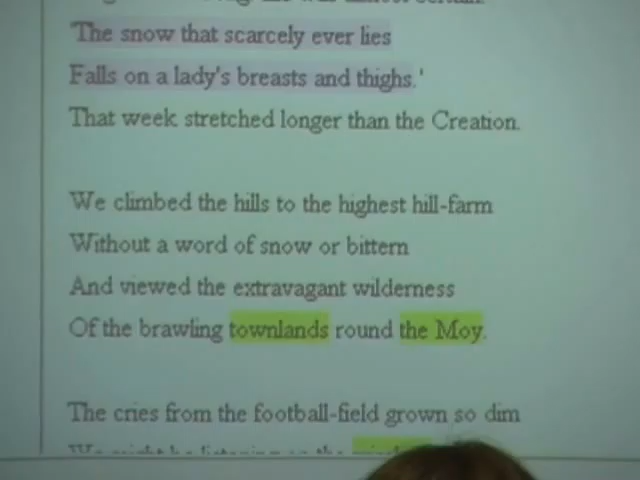 'The snow that scarcely ever lies
Falls on a lady's breasts and thighs.'
That week stretched longer than the Creation.
We climbed the hills to the highest hill-farm
Without a word of snow or bittern
And viewed the extravagant wilderness
Of the brawling townlands round the Moy.
The cries from the football-field grown so dim